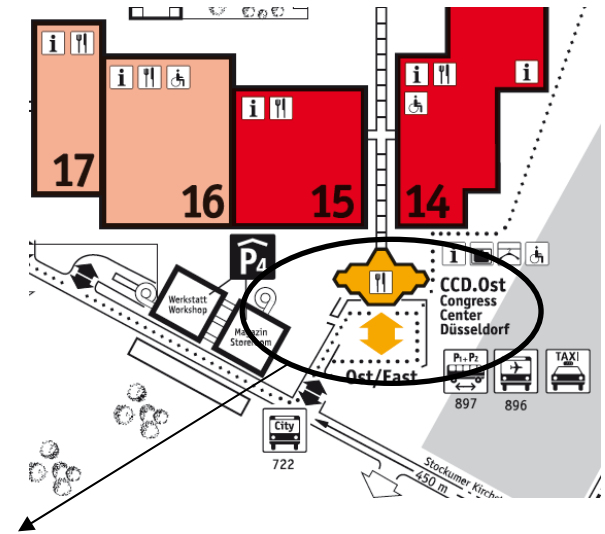 i
i
i
i
i
17
16
15
14
P4
i
Werkstatt
Workshop
Magazin
Storeroom
CCD.Ost
Congress
Center
Düsseldorf
Ost/East
P1+P2
TAXI
897
896
City
722
Stockumer Kirchst
450 m